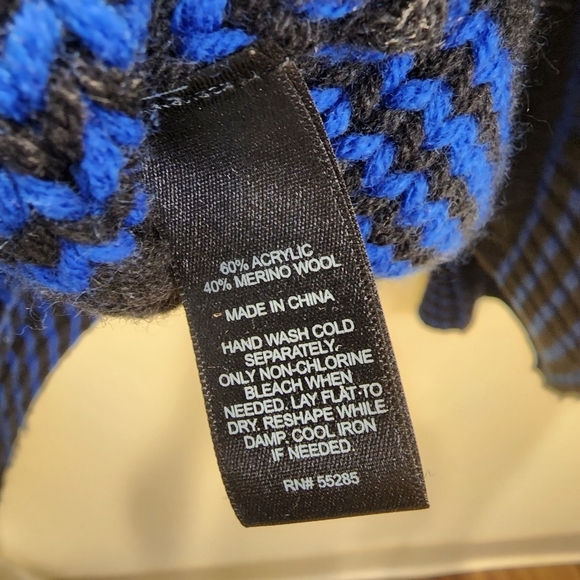 60% ACRYLIC
40% MERINO WOOL
MADE IN CHINA
HAND WASH COLD
SEPARATELY.
ONLY NON-CHLORINE
BLEACH WHEN
NEEDED. LAY FLAT TO
DRY. RESHAPE WHILE
DAMP. COOL IRON
IF NEEDED.
RN# 55285